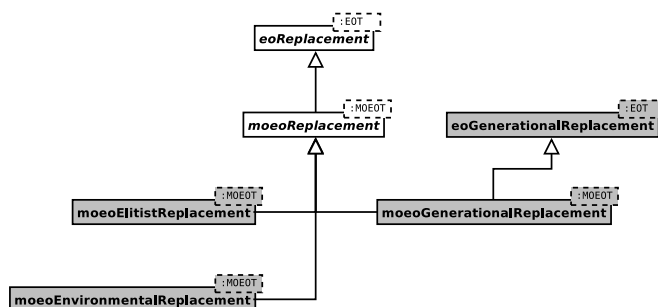 :EOT
eoReplacement
:MOEOT
moeoReplacement
:EOT
eoGenerationalReplacement
:MOEOT
moeoElitistReplacement
:MOEOT
moeoGenerationalReplacement
:MOEOT
moeoEnvironmentalReplacement